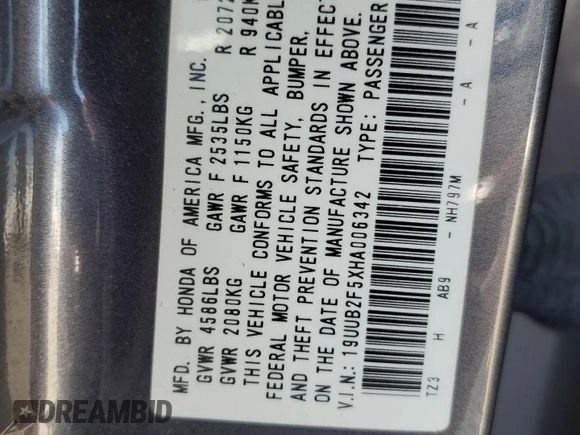 MFD. BY HONDA OF AMERICA MFG., INC.
GVWR 4586LBS GAWR F 2535LBS R 2072
GVWR 2080KG GAWR F 1150KG R 940K
THIS VEHICLE CONFORMS TO ALL APPLICABLE
FEDERAL MOTOR VEHICLE SAFETY, BUMPER,
AND THEFT PREVENTION STANDARDS IN EFFECT
ON THE DATE OF MANUFACTURE SHOWN ABOVE.
V.I.N.: 19UUB2F5XHA006342 TYPE: PASSENGER
TZ3 H AB9 - NH797M - A - A
DREAMBID